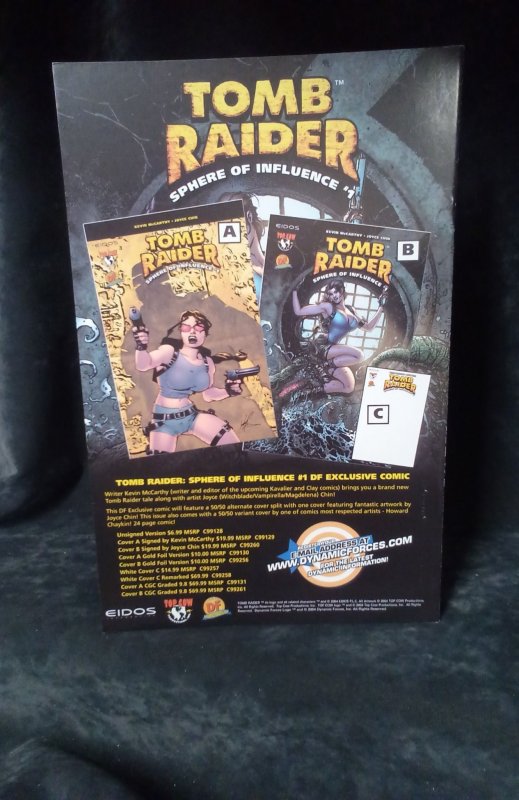 TOMB RAIDER™
SPHERE OF INFLUENCE #1
KEVIN McCARTHY • JOYCE CHIN
EIDOS
TOMB RAIDER
SPHERE OF INFLUENCE
A
KEVIN McCARTHY • JOYCE CHIN
EIDOS
TOP COW
TOMB RAIDER
SPHERE OF INFLUENCE
B
TOMB RAIDER
C
TOMB RAIDER: SPHERE OF INFLUENCE #1 DF EXCLUSIVE COMIC
Writer Kevin McCarthy (writer and editor of the upcoming Kavalier and Clay comics) brings you a brand new
Tomb Raider tale along with artist Joyce (Witchblade/Vampirella/Magdelena) Chin!
This DF Exclusive comic will feature a 50/50 alternate cover split with one cover featuring fantastic artwork by
Joyce Chin! This issue also comes with a 50/50 variant cover by one of comics most respected artists - Howard
Chaykin! 24 page comic!
Unsigned Version $6.99 MSRP C99128
Cover A Signed by Kevin McCarthy $19.99 MSRP C99129
Cover B Signed by Joyce Chin $19.99 MSRP C99260
Cover A Gold Foil Version $10.00 MSRP C99130
Cover B Gold Foil Version $10.00 MSRP C99256
White Cover C $14.99 MSRP C99257
White Cover C Remarked $69.99 C99258
Cover A CGC Graded 9.8 $69.99 MSRP C99131
Cover B CGC Graded 9.8 $69.99 MSRP C99261
REGISTER YOUR
E-MAIL ADDRESS AT
WWW.DYNAMICFORCES.COM
FOR THE LATEST
DYNAMIC INFORMATION!
EIDOS
TOP COW
DF